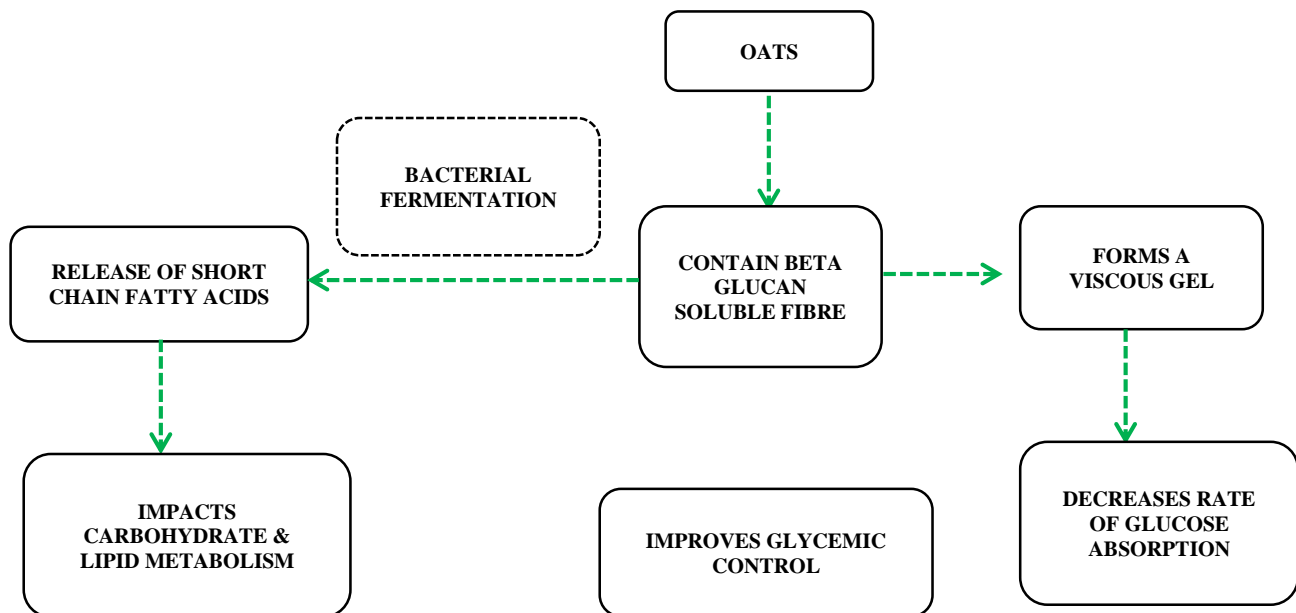 OATS
BACTERIAL
FERMENTATION
RELEASE OF SHORT
CHAIN FATTY ACIDS
CONTAIN BETA
GLUCAN
SOLUBLE FIBRE
FORMS A
VISCOUS GEL
IMPACTS
CARBOHYDRATE &
LIPID METABOLISM
IMPROVES GLYCEMIC
CONTROL
DECREASES RATE
OF GLUCOSE
ABSORPTION